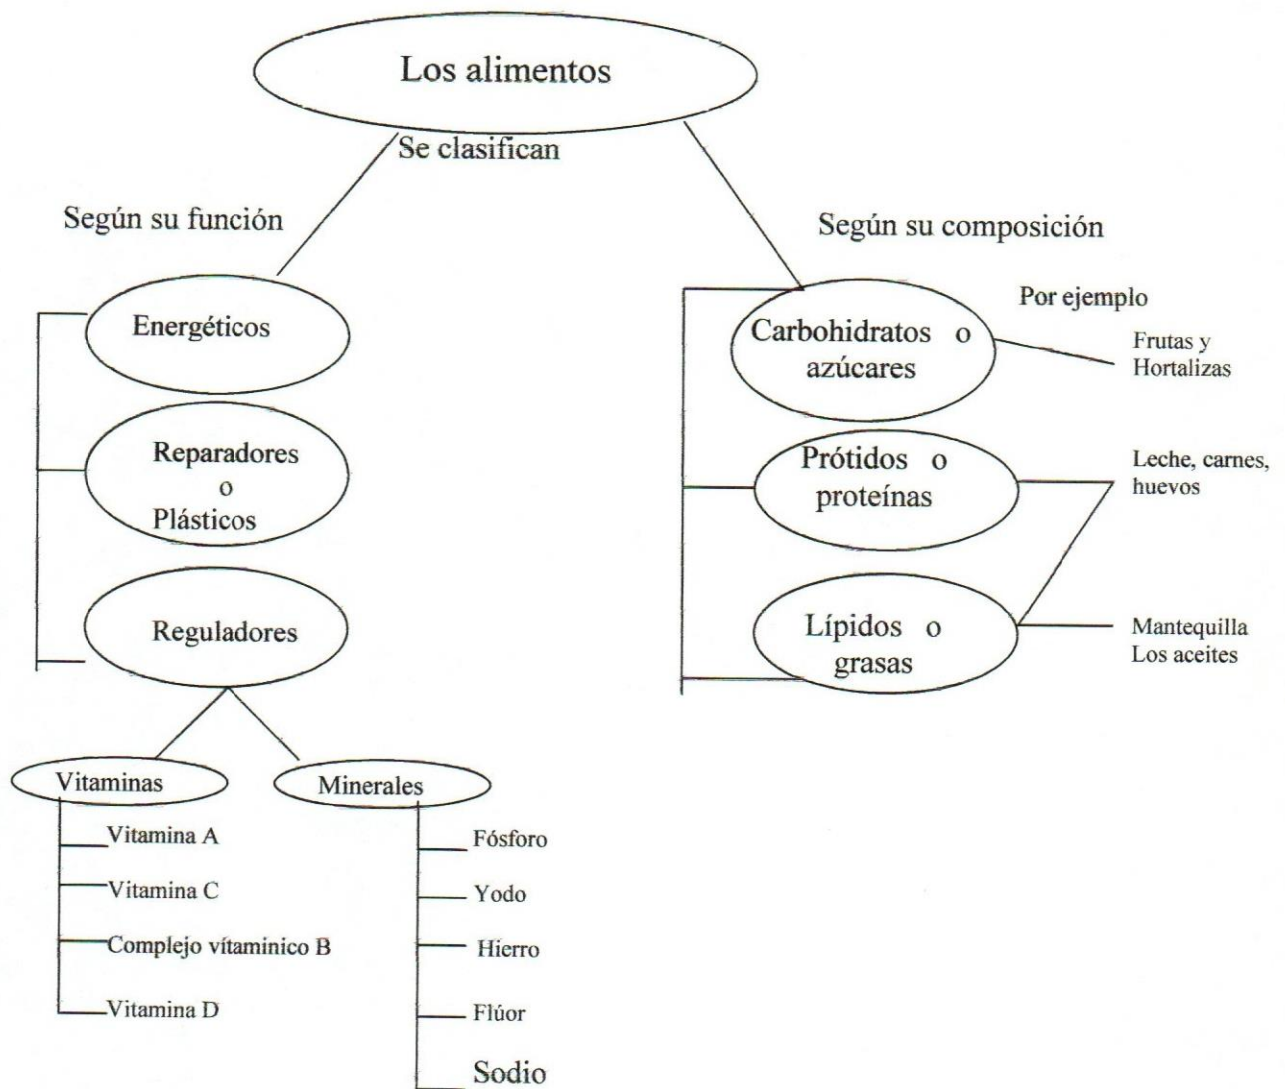 Los alimentos
Se clasifican
Según su función
Energéticos
Reparadores
o
Plásticos
Reguladores
Vitaminas
Vitamina A
Vitamina C
Complejo vítamínico B
Vitamina D
Minerales
Fósforo
Yodo
Hierro
Flúor
Sodio
Según su composición
Por ejemplo
Carbohidratos o
azúcares
Frutas y
Hortalizas
Prótidos o
proteínas
Leche, carnes,
huevos
Lípidos o
grasas
Mantequilla
Los aceites